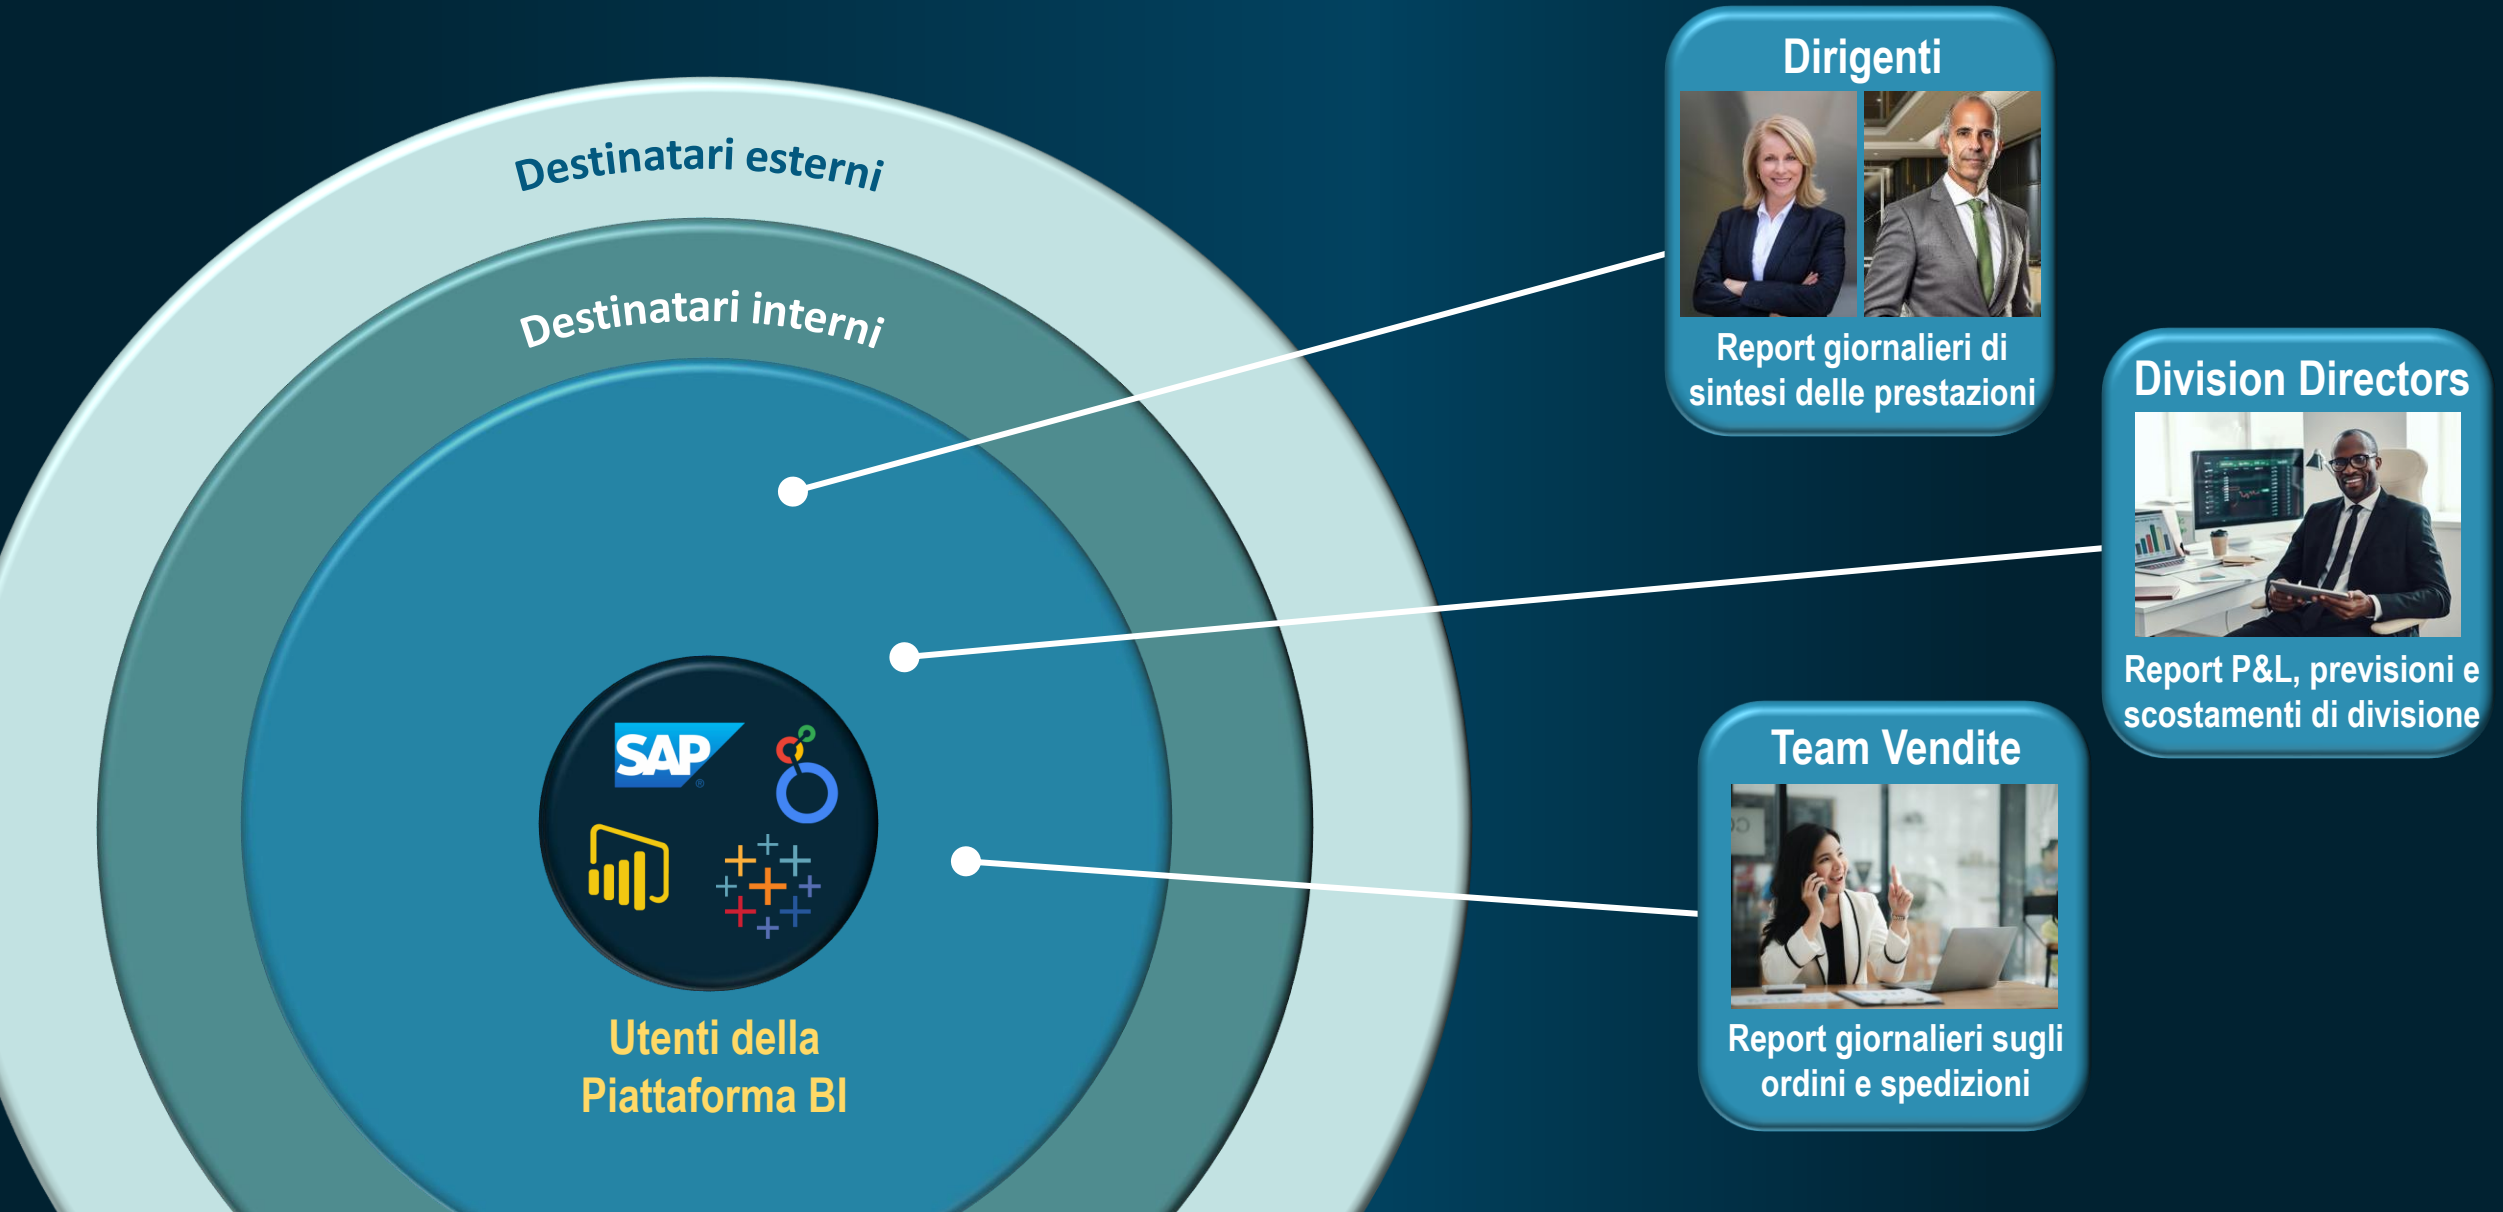 Destinatari esterni
Destinatari interni
SAP
®
Utenti della
Piattaforma BI
Dirigenti
Report giornalieri di
sintesi delle prestazioni
Division Directors
Report P&L, previsioni e
scostamenti di divisione
Team Vendite
Report giornalieri sugli
ordini e spedizioni